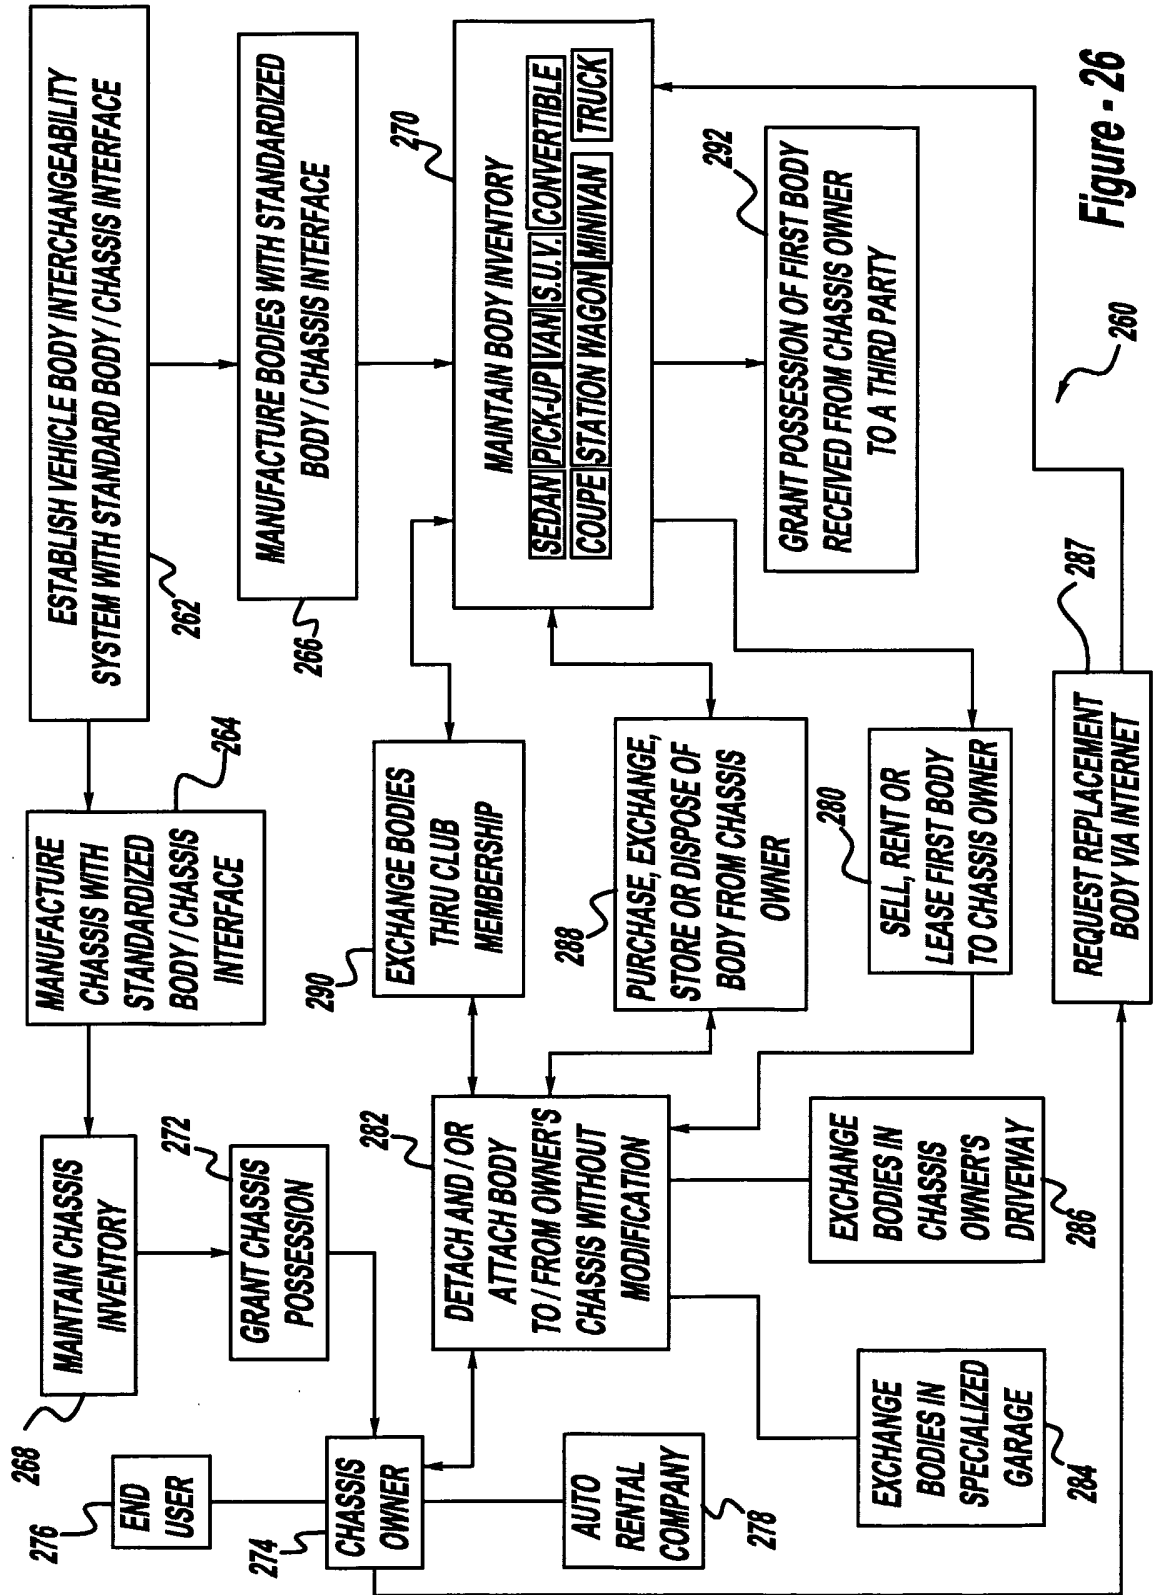 ESTABLISH VEHICLE BODY INTERCHANGEABILITY
SYSTEM WITH STANDARD BODY / CHASSIS INTERFACE
262
MANUFACTURE
CHASSIS WITH
STANDARDIZED
BODY / CHASSIS
INTERFACE
264
MANUFACTURE BODIES WITH STANDARDIZED
BODY / CHASSIS INTERFACE
266
MAINTAIN CHASSIS
INVENTORY
268
MAINTAIN BODY INVENTORY
SEDAN PICK-UP VAN S.U.V. CONVERTIBLE
COUPE STATION WAGON MINIVAN TRUCK
270
GRANT CHASSIS
POSSESSION
272
END
USER
276
CHASSIS
OWNER
274
AUTO
RENTAL
COMPANY
278
EXCHANGE BODIES
THRU CLUB
MEMBERSHIP
290
DETACH AND / OR
ATTACH BODY
TO / FROM OWNER'S
CHASSIS WITHOUT
MODIFICATION
282
PURCHASE, EXCHANGE,
STORE OR DISPOSE OF
BODY FROM CHASSIS
OWNER
288
GRANT POSSESSION OF FIRST BODY
RECEIVED FROM CHASSIS OWNER
TO A THIRD PARTY
292
SELL, RENT OR
LEASE FIRST BODY
TO CHASSIS OWNER
280
EXCHANGE
BODIES IN
CHASSIS
OWNER'S
DRIVEWAY
286
EXCHANGE
BODIES IN
SPECIALIZED
GARAGE
284
REQUEST REPLACEMENT
BODY VIA INTERNET
287
260
Figure - 26